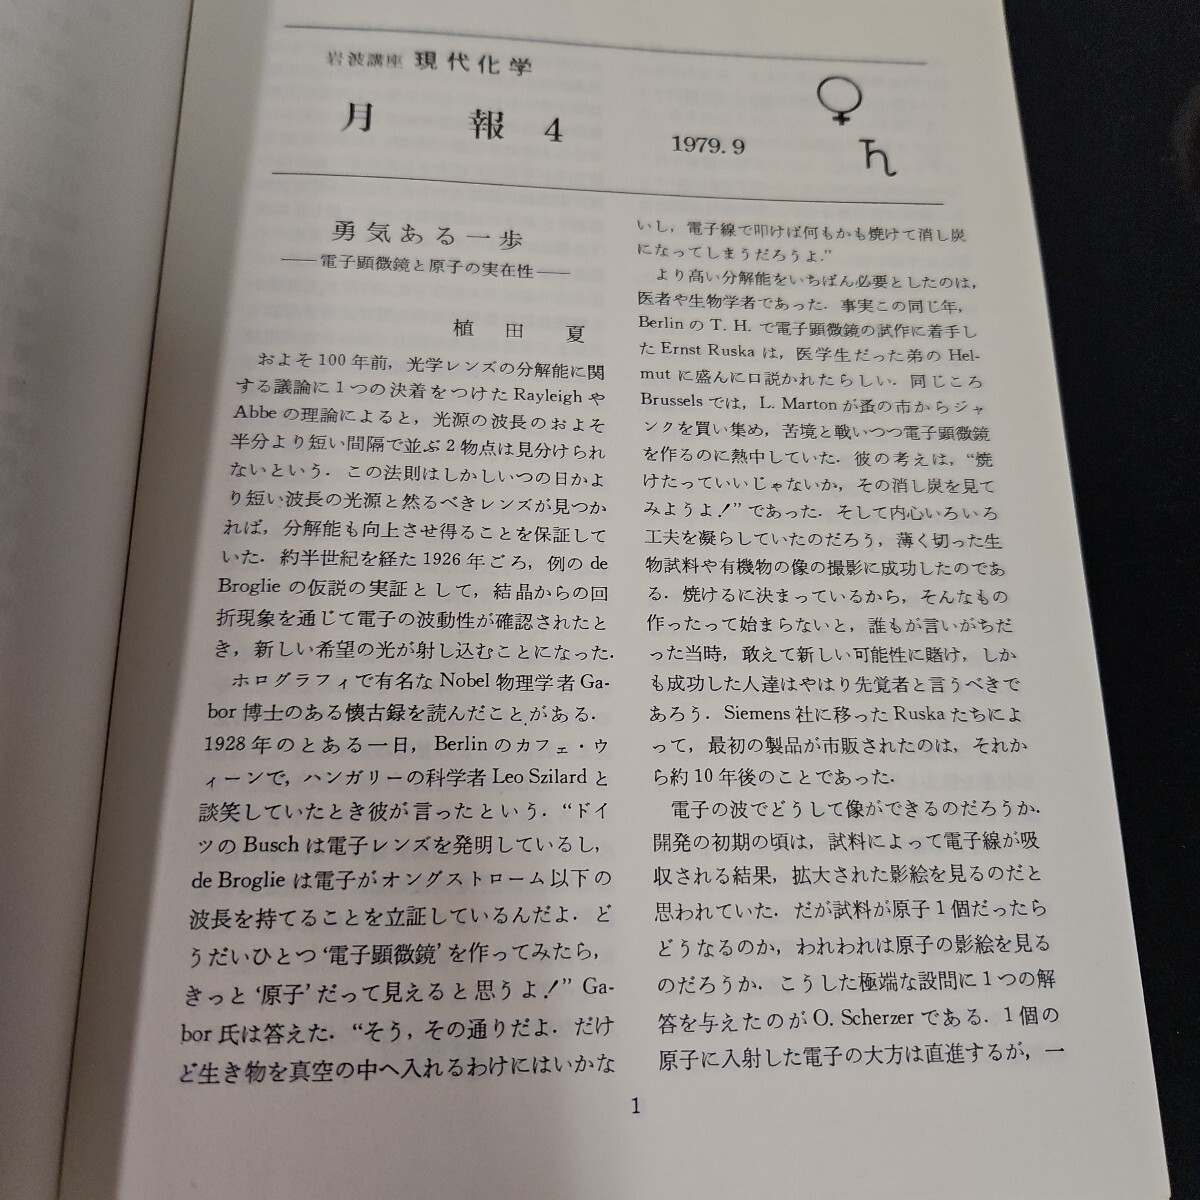 岩波講座 現代化学
月 報 4
1979. 9
勇気ある一歩
——電子顕微鏡と原子の実在性——
植 田 夏
およそ100年前，光学レンズの分解能に関
する議論に1つの決着をつけたRayleighや
Abbeの理論によると，光源の波長のおよそ
半分より短い間隔で並ぶ2物点は見分けられ
ないという．この法則はしかしいつの日かよ
り短い波長の光源と然るべきレンズが見つか
れば，分解能も向上させ得ることを保証して
いた．約半世紀を経た1926年ごろ，例のde
Broglieの仮説の実証として，結晶からの回
折現象を通じて電子の波動性が確認されたと
き，新しい希望の光が射し込むことになった．
ホログラフィで有名なNobel物理学者Ga-
bor博士のある懐古録を読んだことがある．
1928年のとある一日，Berlinのカフェ・ウ
ィーンで，ハンガリーの科学者Leo Szilardと
談笑していたとき彼が言ったという．“ドイ
ツのBuschは電子レンズを発明しているし，
de Broglieは電子がオングストローム以下の
波長を持てることを立証しているんだよ．ど
うだいひとつ‘電子顕微鏡’を作ってみたら，
きっと‘原子’だって見えると思うよ！” Ga-
bor氏は答えた．“そう，その通りだよ．だけ
ど生き物を真空の中へ入れるわけにはいかな
いし，電子線で叩けば何もかも焼けて消し炭
になってしまうだろうよ．”
より高い分解能をいちばん必要としたのは，
医者や生物学者であった．事実この同じ年，
BerlinのT. H.で電子顕微鏡の試作に着手し
たErnst Ruskaは，医学生だった弟のHel-
mutに盛んに口説かれたらしい．同じころ
Brusselsでは，L. Martonが蚤の市からジャ
ンクを買い集め，苦境と戦いつつ電子顕微鏡
を作るのに熱中していた．彼の考えは，“焼
けたっていいじゃないか，その消し炭を見て
みようよ！”であった．そして内心いろいろ
工夫を凝らしていたのだろう，薄く切った生
物試料や有機物の像の撮影に成功したのであ
る．焼けるに決まっているから，そんなもの
作ったって始まらないと，誰もが言いがちだ
った当時，敢えて新しい可能性に賭け，しか
も成功した人達はやはり先覚者と言うべきで
あろう．Siemens社に移ったRuskaたちによ
って，最初の製品が市販されたのは，それか
ら約10年後のことであった．
電子の波でどうして像ができるのだろうか．
開発の初期の頃は，試料によって電子線が吸
収される結果，拡大された影絵を見るのだと
思われていた．だが試料が原子1個だったら
どうなるのか，われわれは原子の影絵を見る
のだろうか．こうした極端な設問に1つの解
答を与えたのがO. Scherzerである．1個の
原子に入射した電子の大方は直進するが，一
1